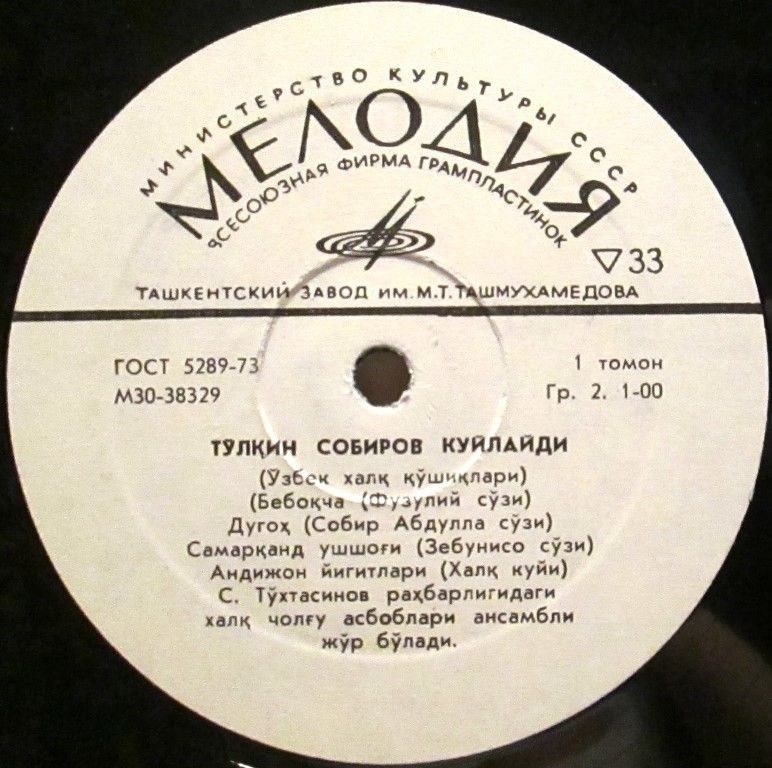 МИНИСТЕРСТВО КУЛЬТУРЫ СССР
МЕЛОДИЯ
ВСЕСОЮЗНАЯ ФИРМА ГРАМПЛАСТИНОК
▽33
ТАШКЕНТСКИЙ ЗАВОД ИМ. М. Т. ТАШМУХАМЕДОВА
ГОСТ 5289-73
М30-38329
1 томон
Гр. 2. 1-00
ТЎЛҚИН СОБИРОВ КУЙЛАЙДИ
(Ўзбек халқ қўшиқлари)
(Бебоқча (Фузулий сўзи)
Дугоҳ (Собир Абдулла сўзи)
Самарқанд ушшоғи (Зебунисо сўзи)
Андижон йигитлари (Халқ куйи)
С. Тўхтасинов раҳбарлигидаги
халқ чолғу асбоблари ансамбли
жўр бўлади.